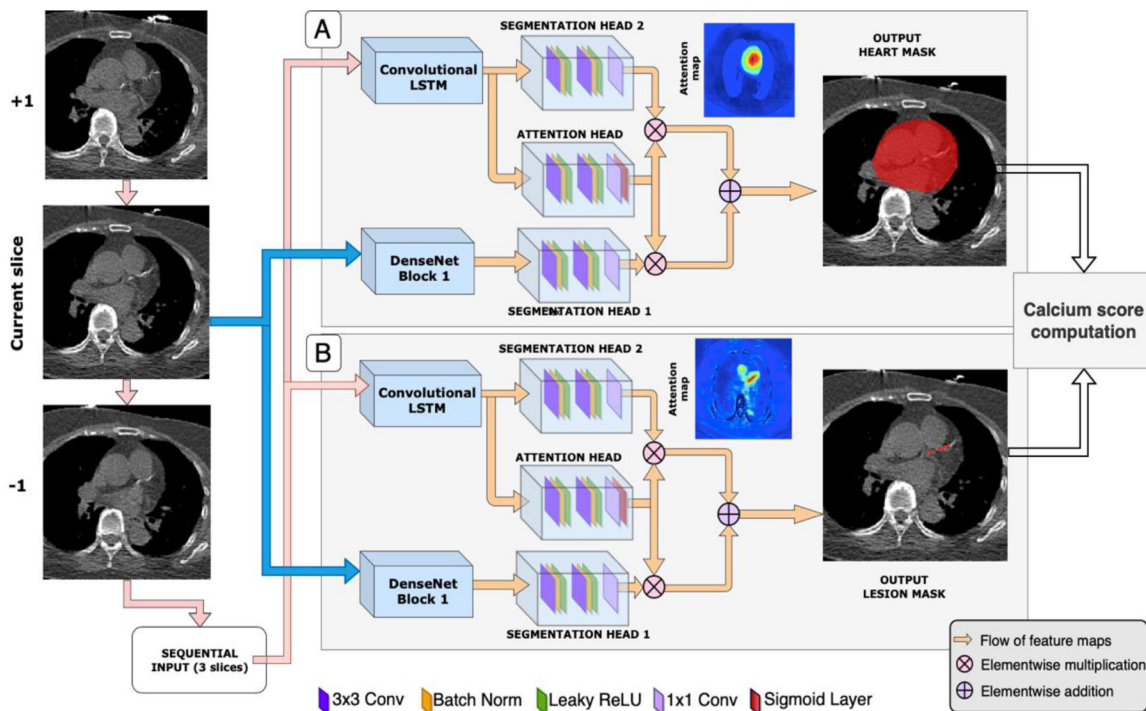 +1
Current slice
-1
SEQUENTIAL
INPUT (3 slices)
A
Convolutional
LSTM
SEGMENTATION HEAD 2
ATTENTION HEAD
DenseNet
Block 1
SEGMENTATION HEAD 1
Attention
map
OUTPUT
HEART MASK
B
Convolutional
LSTM
SEGMENTATION HEAD 2
ATTENTION HEAD
DenseNet
Block 1
SEGMENTATION HEAD 1
Attention
map
OUTPUT
LESION MASK
Calcium score
computation
Flow of feature maps
Elementwise multiplication
Elementwise addition
3x3 Conv
Batch Norm
Leaky ReLU
1x1 Conv
Sigmoid Layer